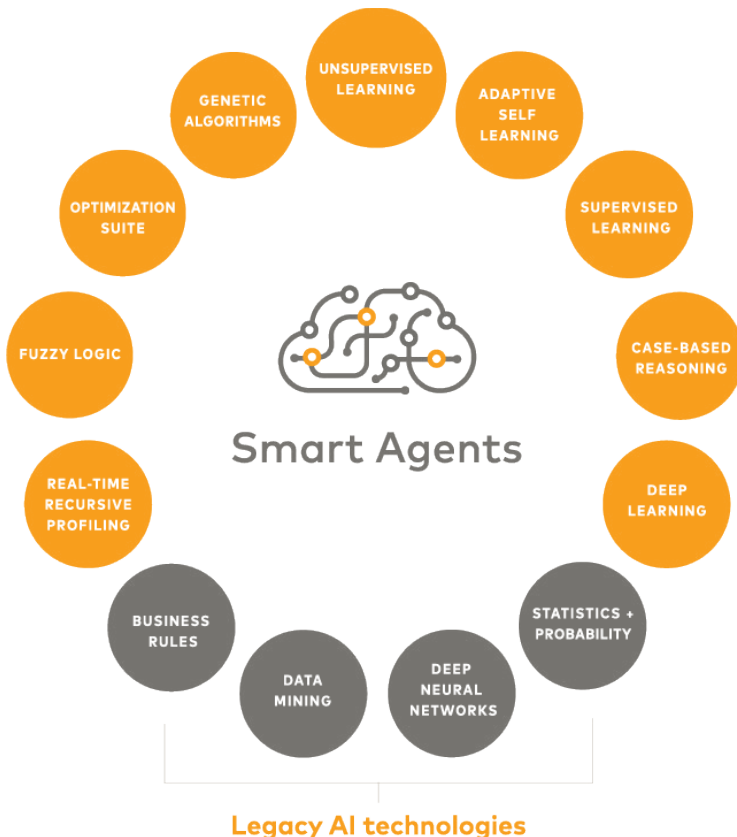 UNSUPERVISED
LEARNING
GENETIC
ALGORITHMS
ADAPTIVE
SELF
LEARNING
OPTIMIZATION
SUITE
SUPERVISED
LEARNING
FUZZY LOGIC
CASE-BASED
REASONING
Smart Agents
REAL-TIME
RECURSIVE
PROFILING
DEEP
LEARNING
BUSINESS
RULES
STATISTICS +
PROBABILITY
DATA
MINING
DEEP
NEURAL
NETWORKS
Legacy AI technologies